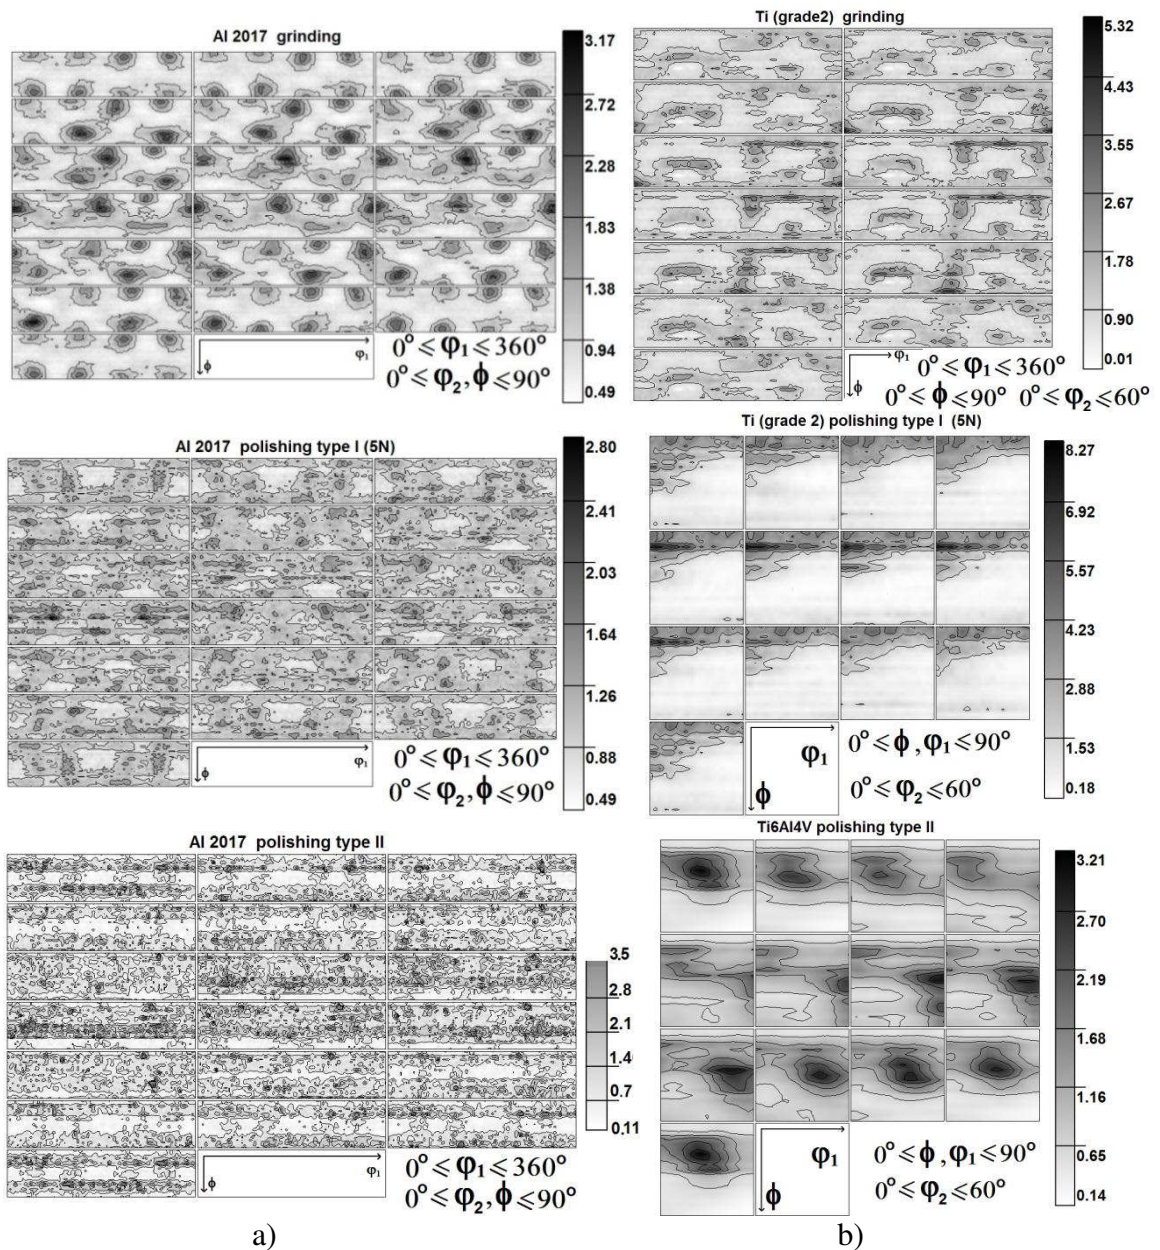 Al 2017 grinding
3.17
2.72
2.28
1.83
1.38
0.94
0.49
φ₁
ϕ
0° ≤ φ₁ ≤ 360°
0° ≤ φ₂, ϕ ≤ 90°
Ti (grade2) grinding
5.32
4.43
3.55
2.67
1.78
0.90
0.01
φ₁
ϕ
0° ≤ φ₁ ≤ 360°
0° ≤ ϕ ≤ 90° 0° ≤ φ₂ ≤ 60°
Al 2017 polishing type I (5N)
2.80
2.41
2.03
1.64
1.26
0.88
0.49
φ₁
ϕ
0° ≤ φ₁ ≤ 360°
0° ≤ φ₂, ϕ ≤ 90°
Ti (grade 2) polishing type I (5N)
8.27
6.92
5.57
4.23
2.88
1.53
0.18
φ₁
ϕ
0° ≤ ϕ, φ₁ ≤ 90°
0° ≤ φ₂ ≤ 60°
Al 2017 polishing type II
3.5
2.8
2.1
1.4
0.7
0.11
φ₁
ϕ
0° ≤ φ₁ ≤ 360°
0° ≤ φ₂, ϕ ≤ 90°
Ti6Al4V polishing type II
3.21
2.70
2.19
1.68
1.16
0.65
0.14
φ₁
ϕ
0° ≤ ϕ, φ₁ ≤ 90°
0° ≤ φ₂ ≤ 60°
a)
b)